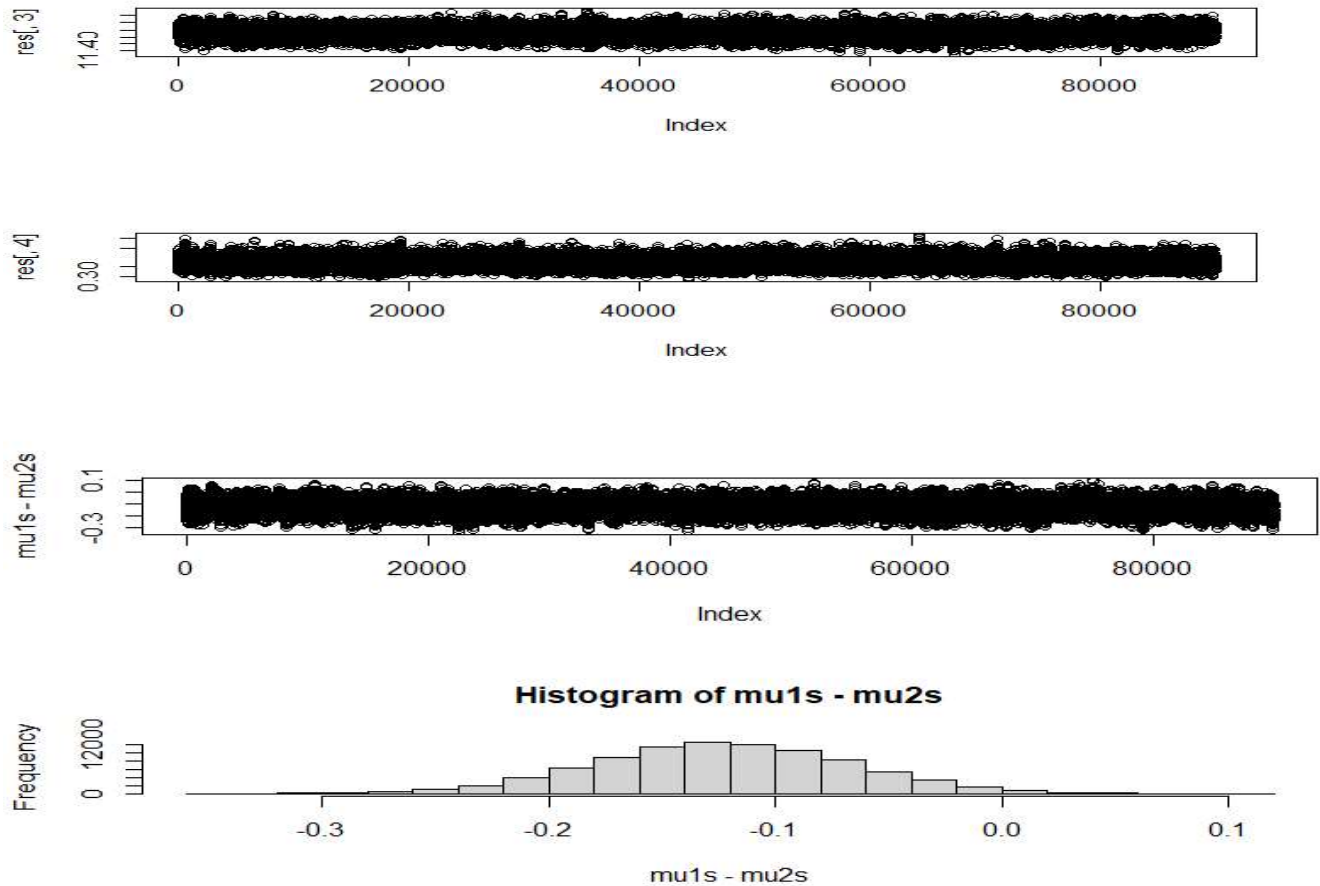 res[, 3]
11.40
0 20000 40000 60000 80000
Index
res[, 4]
0.30
0 20000 40000 60000 80000
Index
mu1s - mu2s
-0.3 0.1
0 20000 40000 60000 80000
Index
Histogram of mu1s - mu2s
Frequency
0 12000
-0.3 -0.2 -0.1 0.0 0.1
mu1s - mu2s